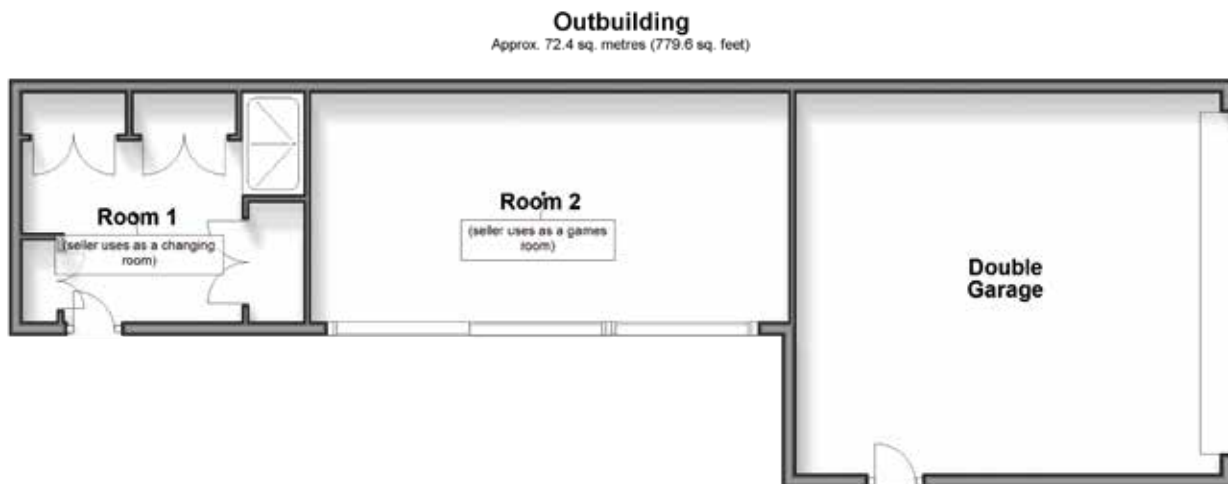 Outbuilding
Approx. 72.4 sq. metres (779.6 sq. feet)
Room 1
(seller uses as a changing
room)
Room 2
(seller uses as a games
room)
Double
Garage